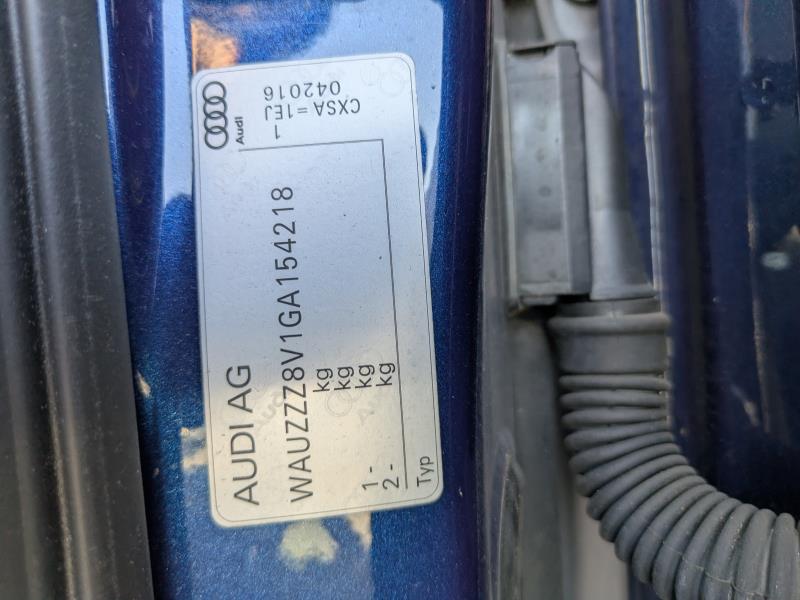 AUDI AG
WAUZZZ8V1GA154218
kg
kg
1 - kg
2 - kg
Typ
Audi
1
CXSA = 1EJ
042016